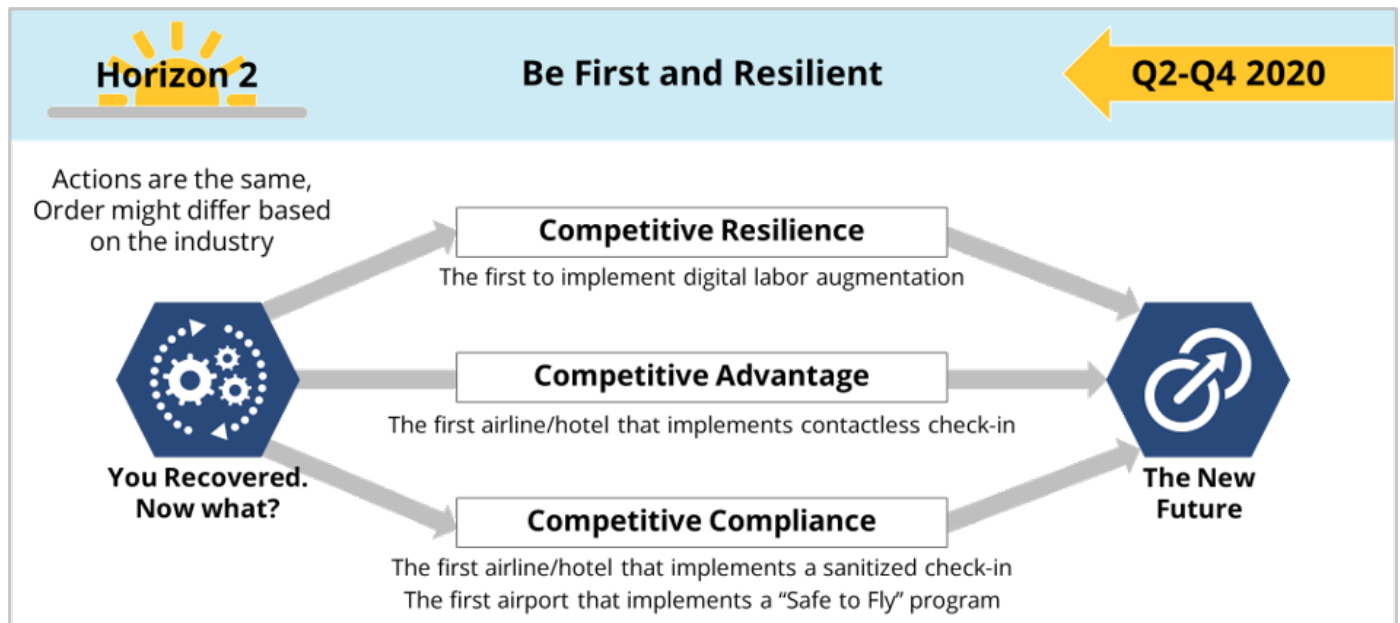 Horizon 2
Be First and Resilient
Q2-Q4 2020
Actions are the same,
Order might differ based
on the industry
Competitive Resilience
The first to implement digital labor augmentation
Competitive Advantage
The first airline/hotel that implements contactless check-in
You Recovered.
Now what?
The New
Future
Competitive Compliance
The first airline/hotel that implements a sanitized check-in
The first airport that implements a “Safe to Fly” program